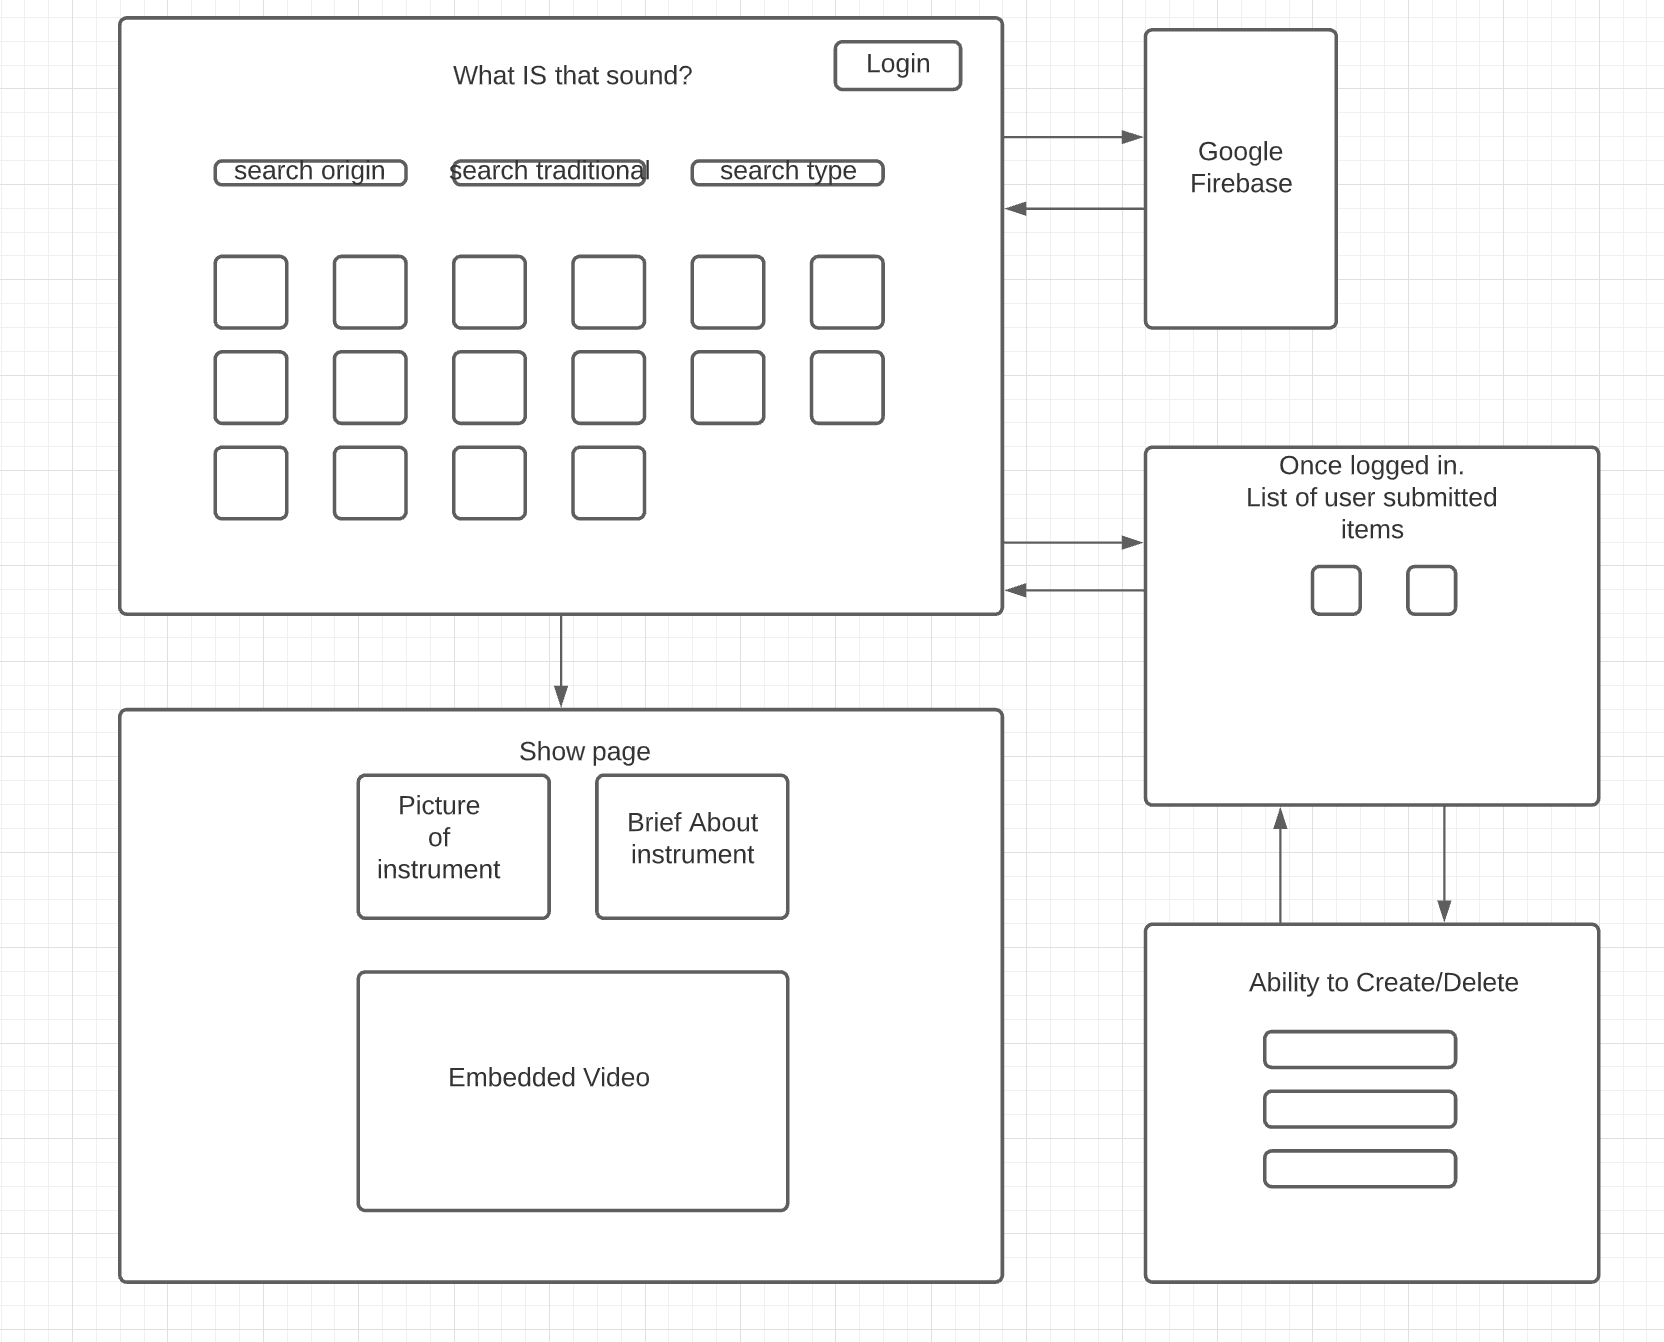 What IS that sound?
Login
search origin
search traditional
search type
Google
Firebase
Once logged in.
List of user submitted
items
Show page
Picture
of
instrument
Brief About
instrument
Embedded Video
Ability to Create/Delete